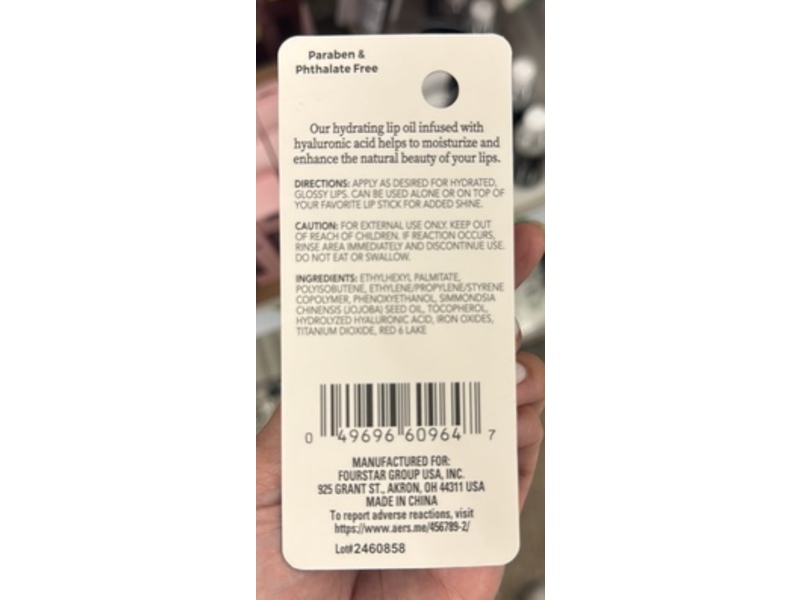 Paraben &
Phthalate Free
Our hydrating lip oil infused with
hyaluronic acid helps to moisturize and
enhance the natural beauty of your lips.
DIRECTIONS: APPLY AS DESIRED FOR HYDRATED,
GLOSSY LIPS. CAN BE USED ALONE OR ON TOP OF
YOUR FAVORITE LIP STICK FOR ADDED SHINE.
CAUTION: FOR EXTERNAL USE ONLY. KEEP OUT
OF REACH OF CHILDREN. IF REACTION OCCURS,
RINSE AREA IMMEDIATELY AND DISCONTINUE USE.
DO NOT EAT OR SWALLOW.
INGREDIENTS: ETHYLHEXYL PALMITATE,
POLYISOBUTENE, ETHYLENE/PROPYLENE/STYRENE
COPOLYMER, PHENOXYETHANOL, SIMMONDSIA
CHINENSIS (JOJOBA) SEED OIL, TOCOPHEROL,
HYDROLYZED HYALURONIC ACID, IRON OXIDES,
TITANIUM DIOXIDE, RED 6 LAKE
0 49696 60964 7
MANUFACTURED FOR:
FOURSTAR GROUP USA, INC.
925 GRANT ST., AKRON, OH 44311 USA
MADE IN CHINA
To report adverse reactions, visit
https://www.aers.me/456789-2/
Lot#2460858